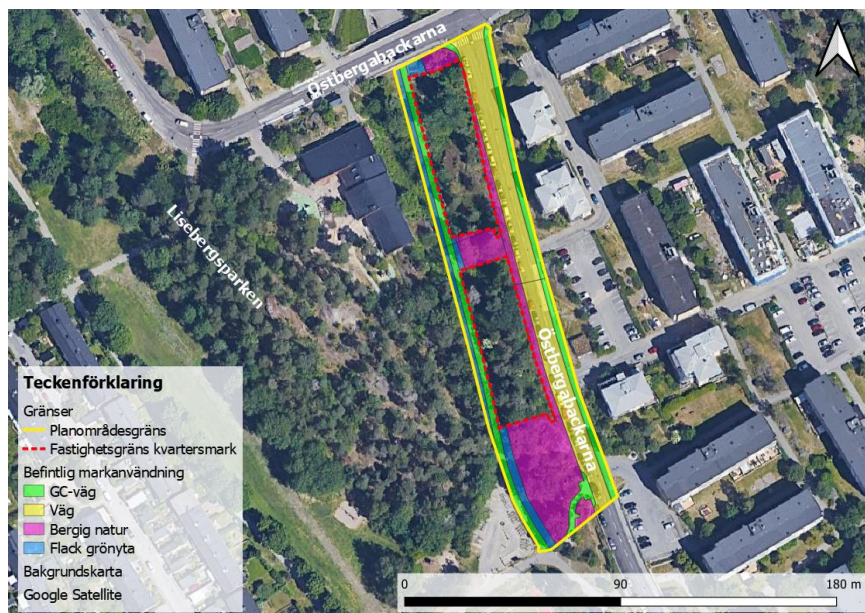 Östbergabackarna
Lisebergsparken
Östbergabackarna
Teckenförklaring
Gränser
Planområdesgräns
Fastighetsgräns kvartersmark
Befintlig markanvändning
GC-väg
Väg
Bergig natur
Flack grönyta
Bakgrundskarta
Google Satellite
0 90 180 m